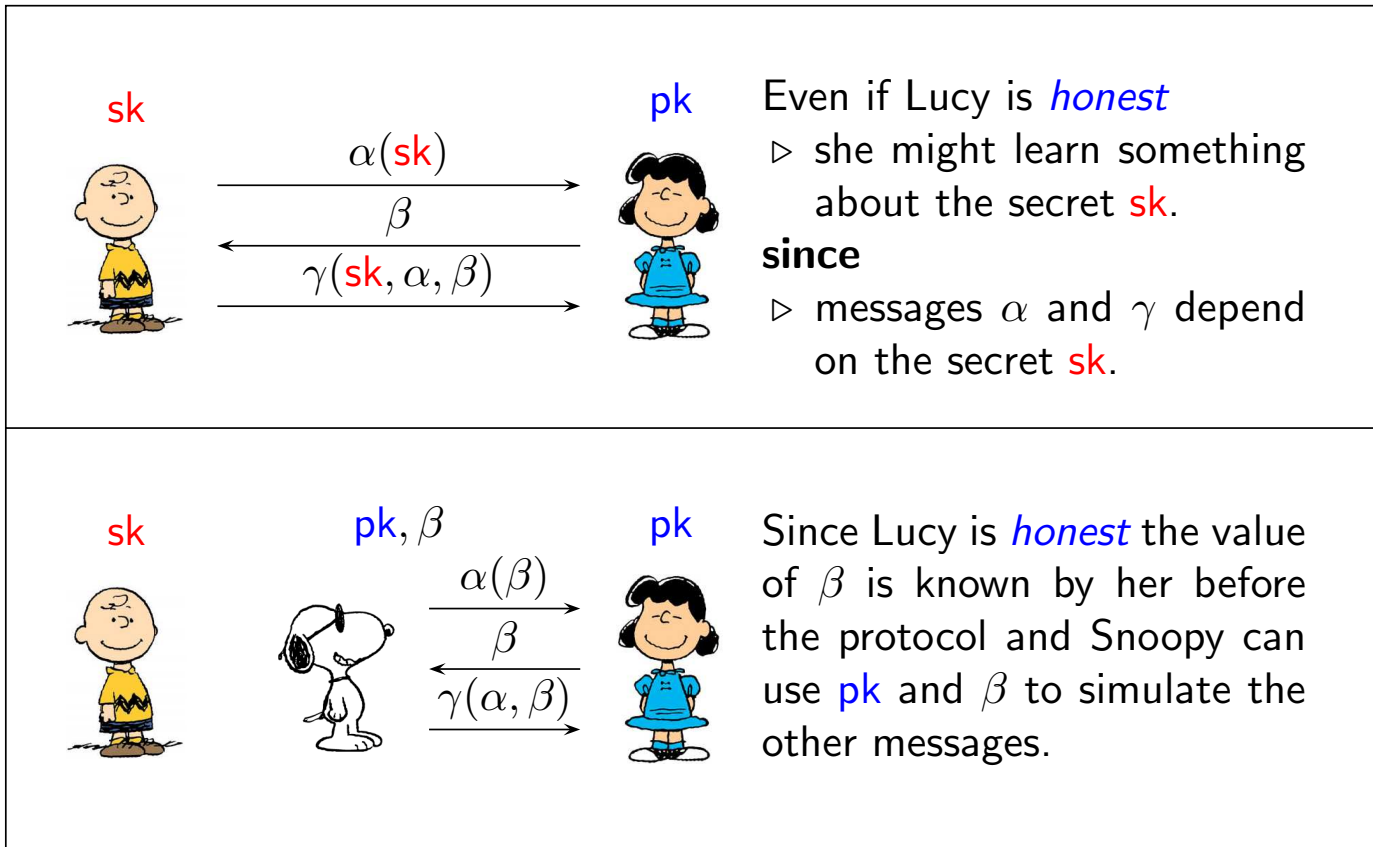 sk
pk
α(sk)
β
γ(sk, α, β)
Even if Lucy is honest
▷ she might learn something
about the secret sk.
since
▷ messages α and γ depend
on the secret sk.
sk
pk, β
pk
α(β)
β
γ(α, β)
Since Lucy is honest the value
of β is known by her before
the protocol and Snoopy can
use pk and β to simulate the
other messages.